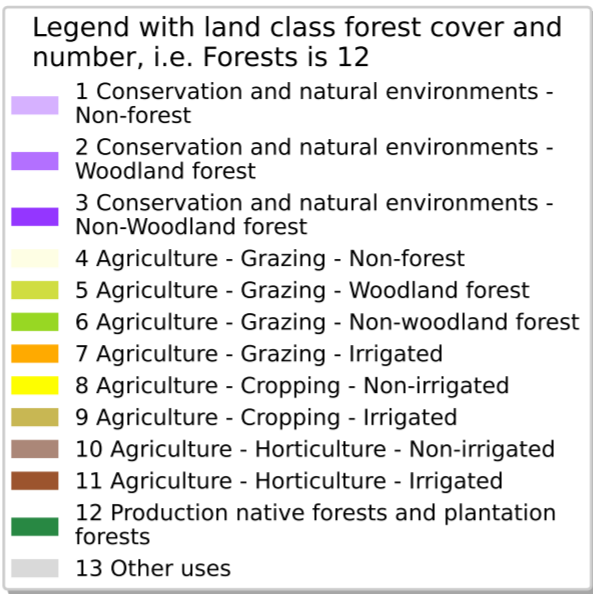 Legend with land class forest cover and
number, i.e. Forests is 12
1 Conservation and natural environments -
Non-forest
2 Conservation and natural environments -
Woodland forest
3 Conservation and natural environments -
Non-Woodland forest
4 Agriculture - Grazing - Non-forest
5 Agriculture - Grazing - Woodland forest
6 Agriculture - Grazing - Non-woodland forest
7 Agriculture - Grazing - Irrigated
8 Agriculture - Cropping - Non-irrigated
9 Agriculture - Cropping - Irrigated
10 Agriculture - Horticulture - Non-irrigated
11 Agriculture - Horticulture - Irrigated
12 Production native forests and plantation
forests
13 Other uses